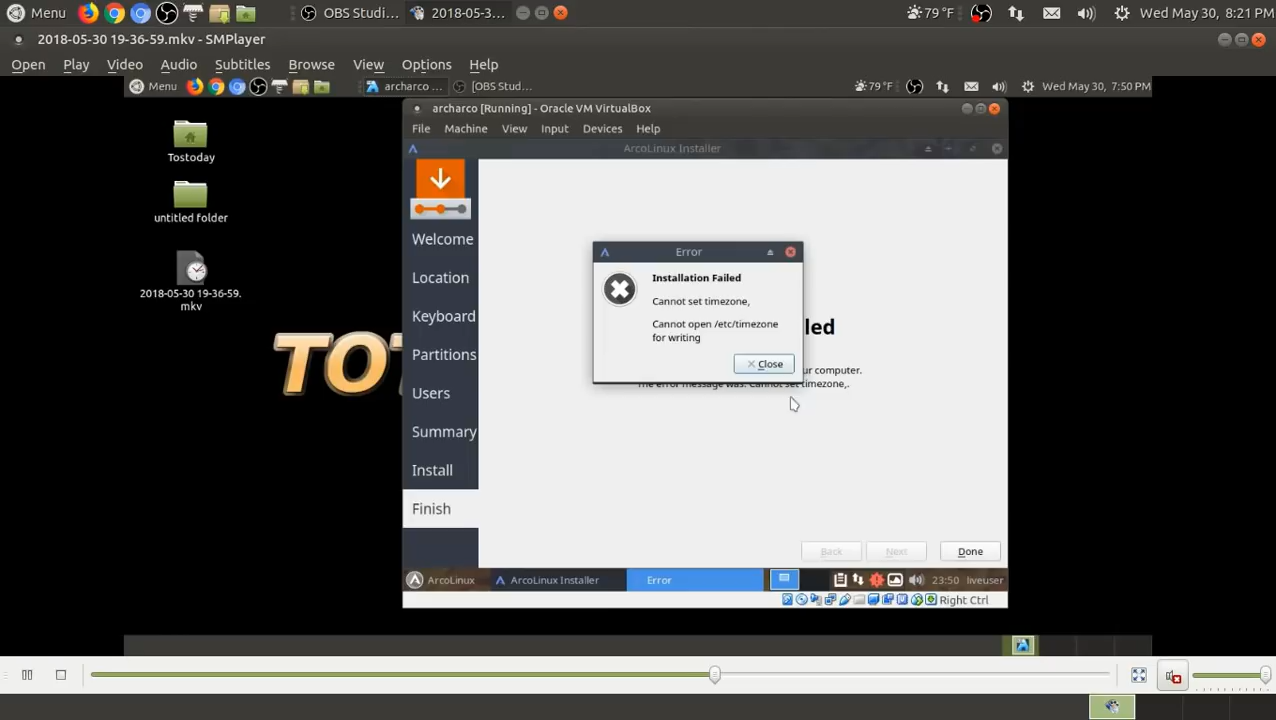 Menu
OBS Studi...
2018-05-3...
79 °F
Wed May 30, 8:21 PM
2018-05-30 19-36-59.mkv - SMPlayer
Open Play Video Audio Subtitles Browse View Options Help
Menu
archarco ...
[OBS Stud...
79 °F
Wed May 30, 7:50 PM
archarco [Running] - Oracle VM VirtualBox
File Machine View Input Devices Help
ArcoLinux Installer
Tostoday
untitled folder
2018-05-30 19-36-59.
mkv
TO
Welcome
Location
Keyboard
Partitions
Users
Summary
Install
Finish
Error
Installation Failed
Cannot set timezone,
Cannot open /etc/timezone
for writing
Close
led
ur computer.
The error message was: Cannot set timezone,.
Back Next Done
ArcoLinux
ArcoLinux Installer
Error
23:50 liveuser
Right Ctrl